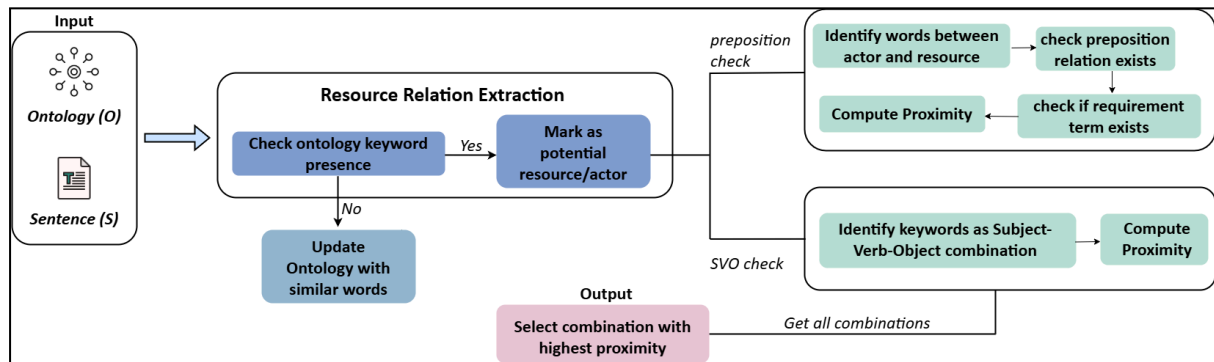 Input
Ontology (O)
Sentence (S)
Resource Relation Extraction
Check ontology keyword
presence
Yes
Mark as
potential
resource/actor
No
Update
Ontology with
similar words
preposition
check
Identify words between
actor and resource
check preposition
relation exists
check if requirement
term exists
Compute Proximity
SVO check
Identify keywords as Subject-
Verb-Object combination
Compute
Proximity
Get all combinations
Output
Select combination with
highest proximity